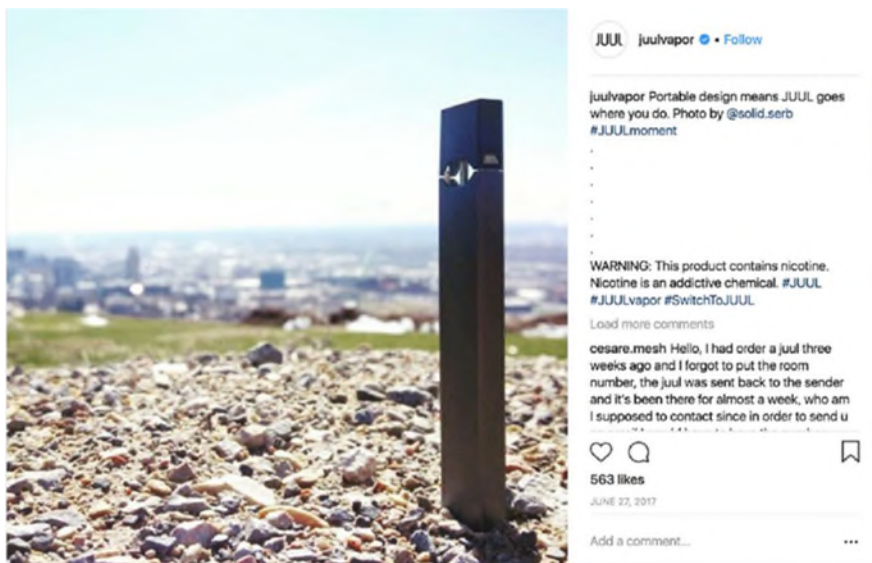 JUUL juulvapor • Follow
juulvapor Portable design means JUUL goes
where you do. Photo by @solid.serb
#JUULmoment
.
.
.
.
.
.
.
WARNING: This product contains nicotine.
Nicotine is an addictive chemical. #JUUL
#JUULvapor #SwitchToJUUL
Load more comments
cesare.mesh Hello, I had order a juul three
weeks ago and I forgot to put the room
number, the juul was sent back to the sender
and it's been there for almost a week, who am
I supposed to contact since in order to send u
563 likes
JUNE 27, 2017
Add a comment...